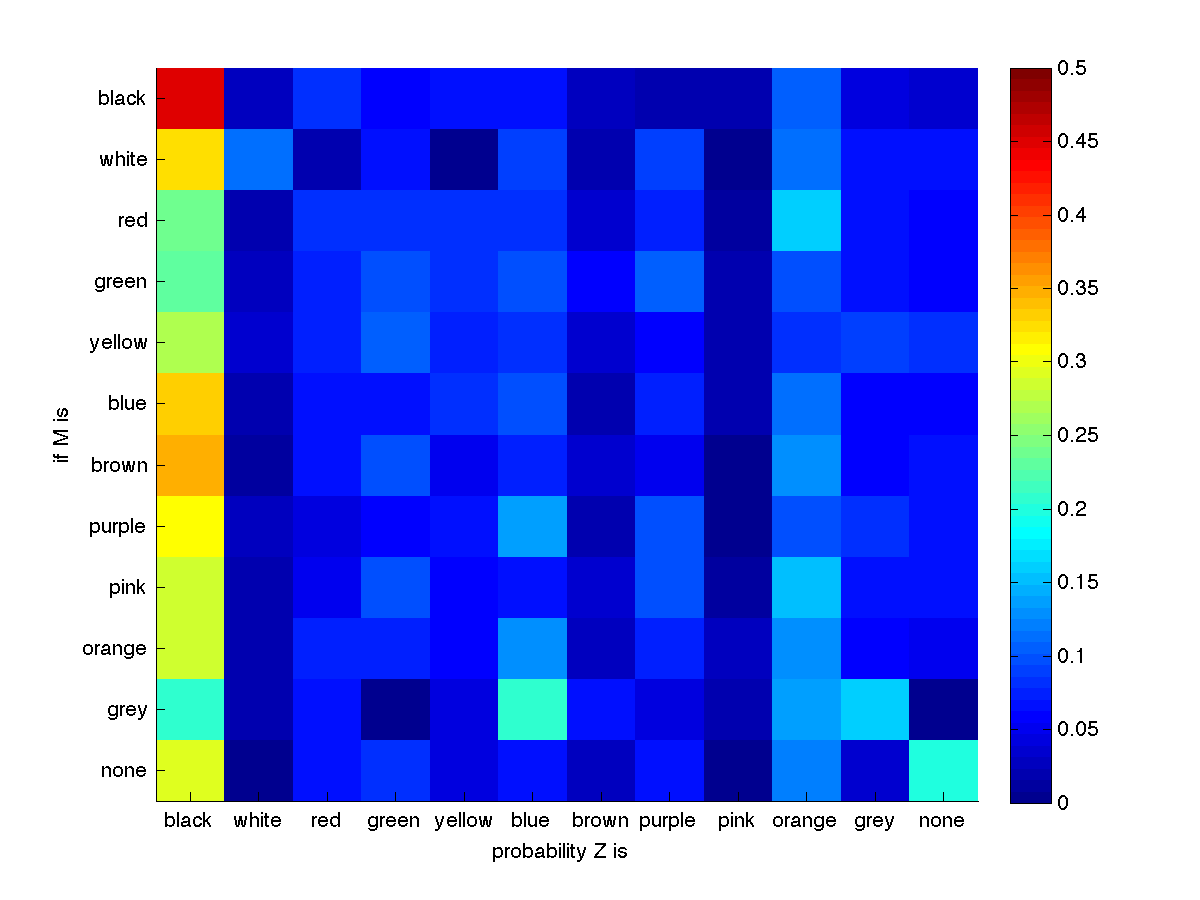 black
white
red
green
yellow
blue
brown
purple
pink
orange
grey
none
if M is
black white red green yellow blue brown purple pink orange grey none
probability Z is
0.5
0.45
0.4
0.35
0.3
0.25
0.2
0.15
0.1
0.05
0